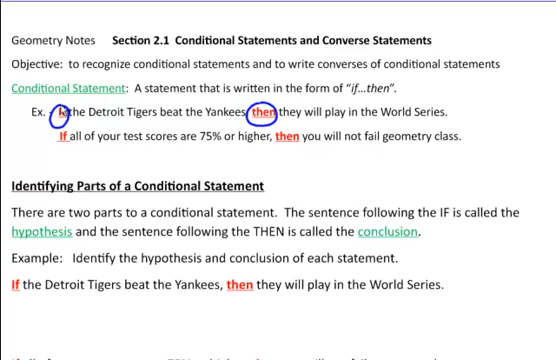 Geometry Notes Section 2.1 Conditional Statements and Converse Statements
Objective: to recognize conditional statements and to write converses of conditional statements
Conditional Statement: A statement that is written in the form of "if...then".
Ex. If the Detroit Tigers beat the Yankees, then they will play in the World Series.
If all of your test scores are 75% or higher, then you will not fail geometry class.
Identifying Parts of a Conditional Statement
There are two parts to a conditional statement. The sentence following the IF is called the
hypothesis and the sentence following the THEN is called the conclusion.
Example: Identify the hypothesis and conclusion of each statement.
If the Detroit Tigers beat the Yankees, then they will play in the World Series.